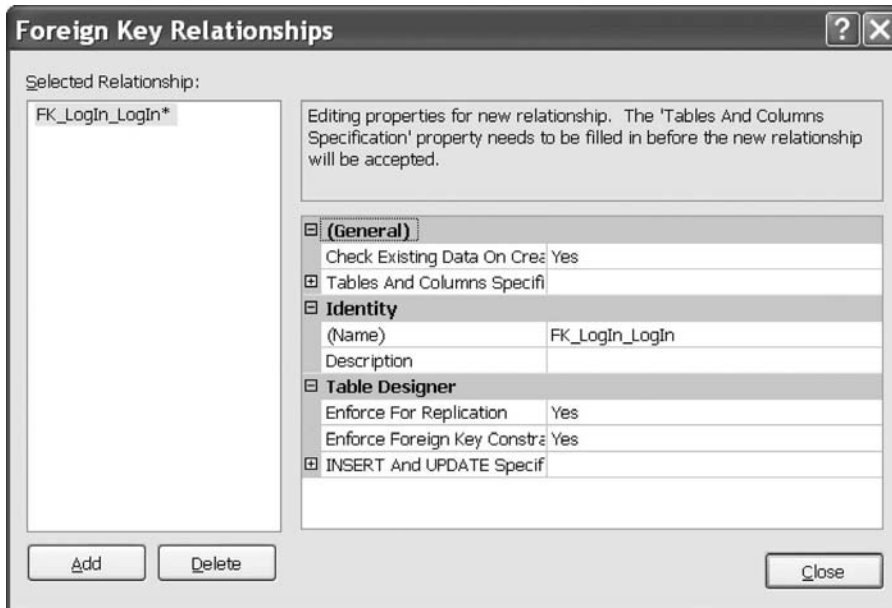 Foreign Key Relationships
Selected Relationship:
FK_LogIn_LogIn*
Editing properties for new relationship. The 'Tables And Columns
Specification' property needs to be filled in before the new relationship
will be accepted.
(General)
Check Existing Data On Crea Yes
Tables And Columns Specifi
Identity
(Name) FK_LogIn_LogIn
Description
Table Designer
Enforce For Replication Yes
Enforce Foreign Key Constra Yes
INSERT And UPDATE Specif
Add Delete
Close